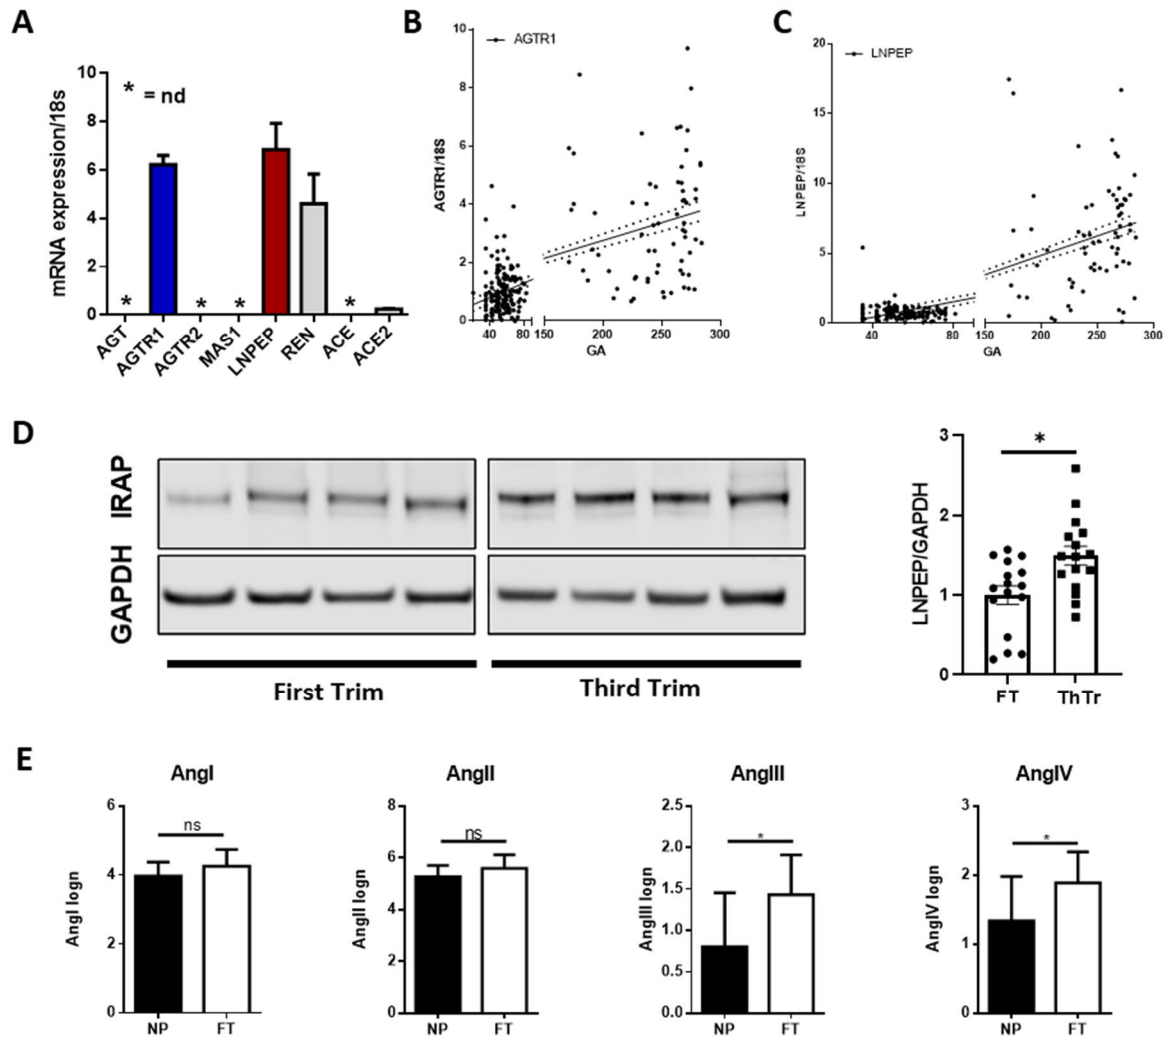 A
mRNA expression/18s
10
8
6
4
2
0
* = nd
* * * *
AGT AGTR1 AGTR2 MAS1 LNPEP REN ACE ACE2
B
AGTR1
AGTR1/18S
10
8
6
4
2
0
40 80 150 200 250 300
GA
C
LNPEP
LNPEP/18S
20
15
10
5
0
40 80 150 200 250 300
GA
D
IRAP
GAPDH
First Trim Third Trim
LNPEP/GAPDH
3
2
1
0
*
FT ThTr
E
AngI
AngI logn
6
4
2
0
ns
NP FT
AngII
AngII logn
8
6
4
2
0
ns
NP FT
AngIII
AngIII logn
2.5
2.0
1.5
1.0
0.5
0.0
*
NP FT
AngIV
AngIV logn
3
2
1
0
*
NP FT